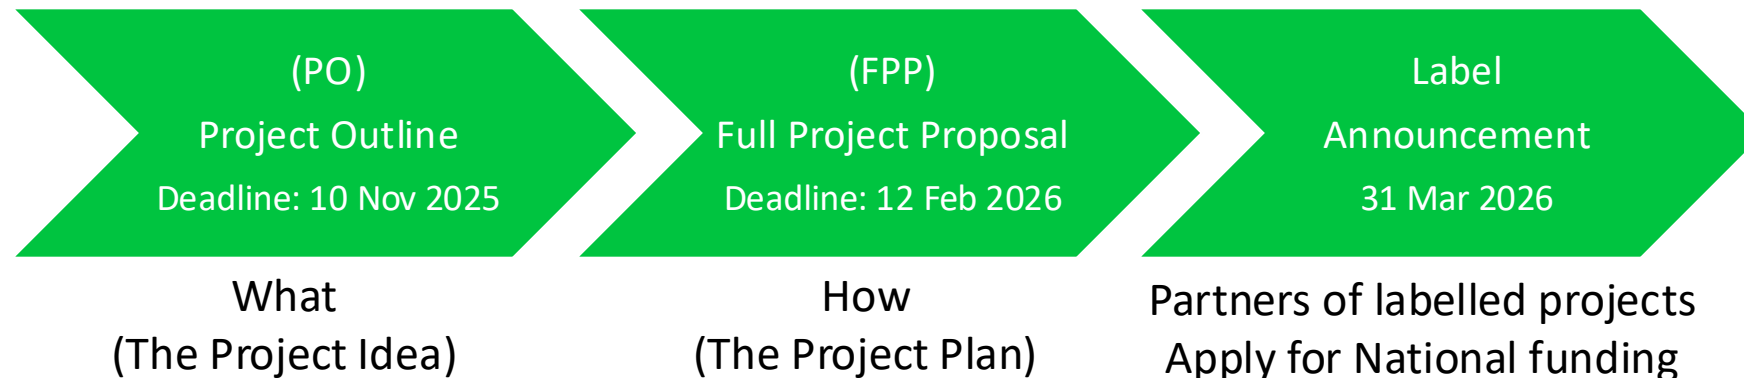 (PO)
Project Outline
Deadline: 10 Nov 2025
What
(The Project Idea)
(FPP)
Full Project Proposal
Deadline: 12 Feb 2026
How
(The Project Plan)
Label
Announcement
31 Mar 2026
Partners of labelled projects
Apply for National funding